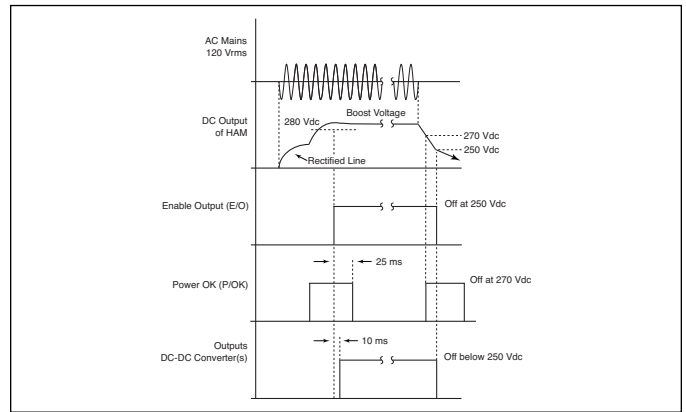 AC Mains
120 Vrms
Boost Voltage
280 Vdc
DC Output
of HAM
270 Vdc
250 Vdc
Rectified Line
Enable Output (E/O)
Off at 250 Vdc
25 ms
Power OK (P/OK)
Off at 270 Vdc
10 ms
Outputs
DC-DC Converter(s)
Off below 250 Vdc